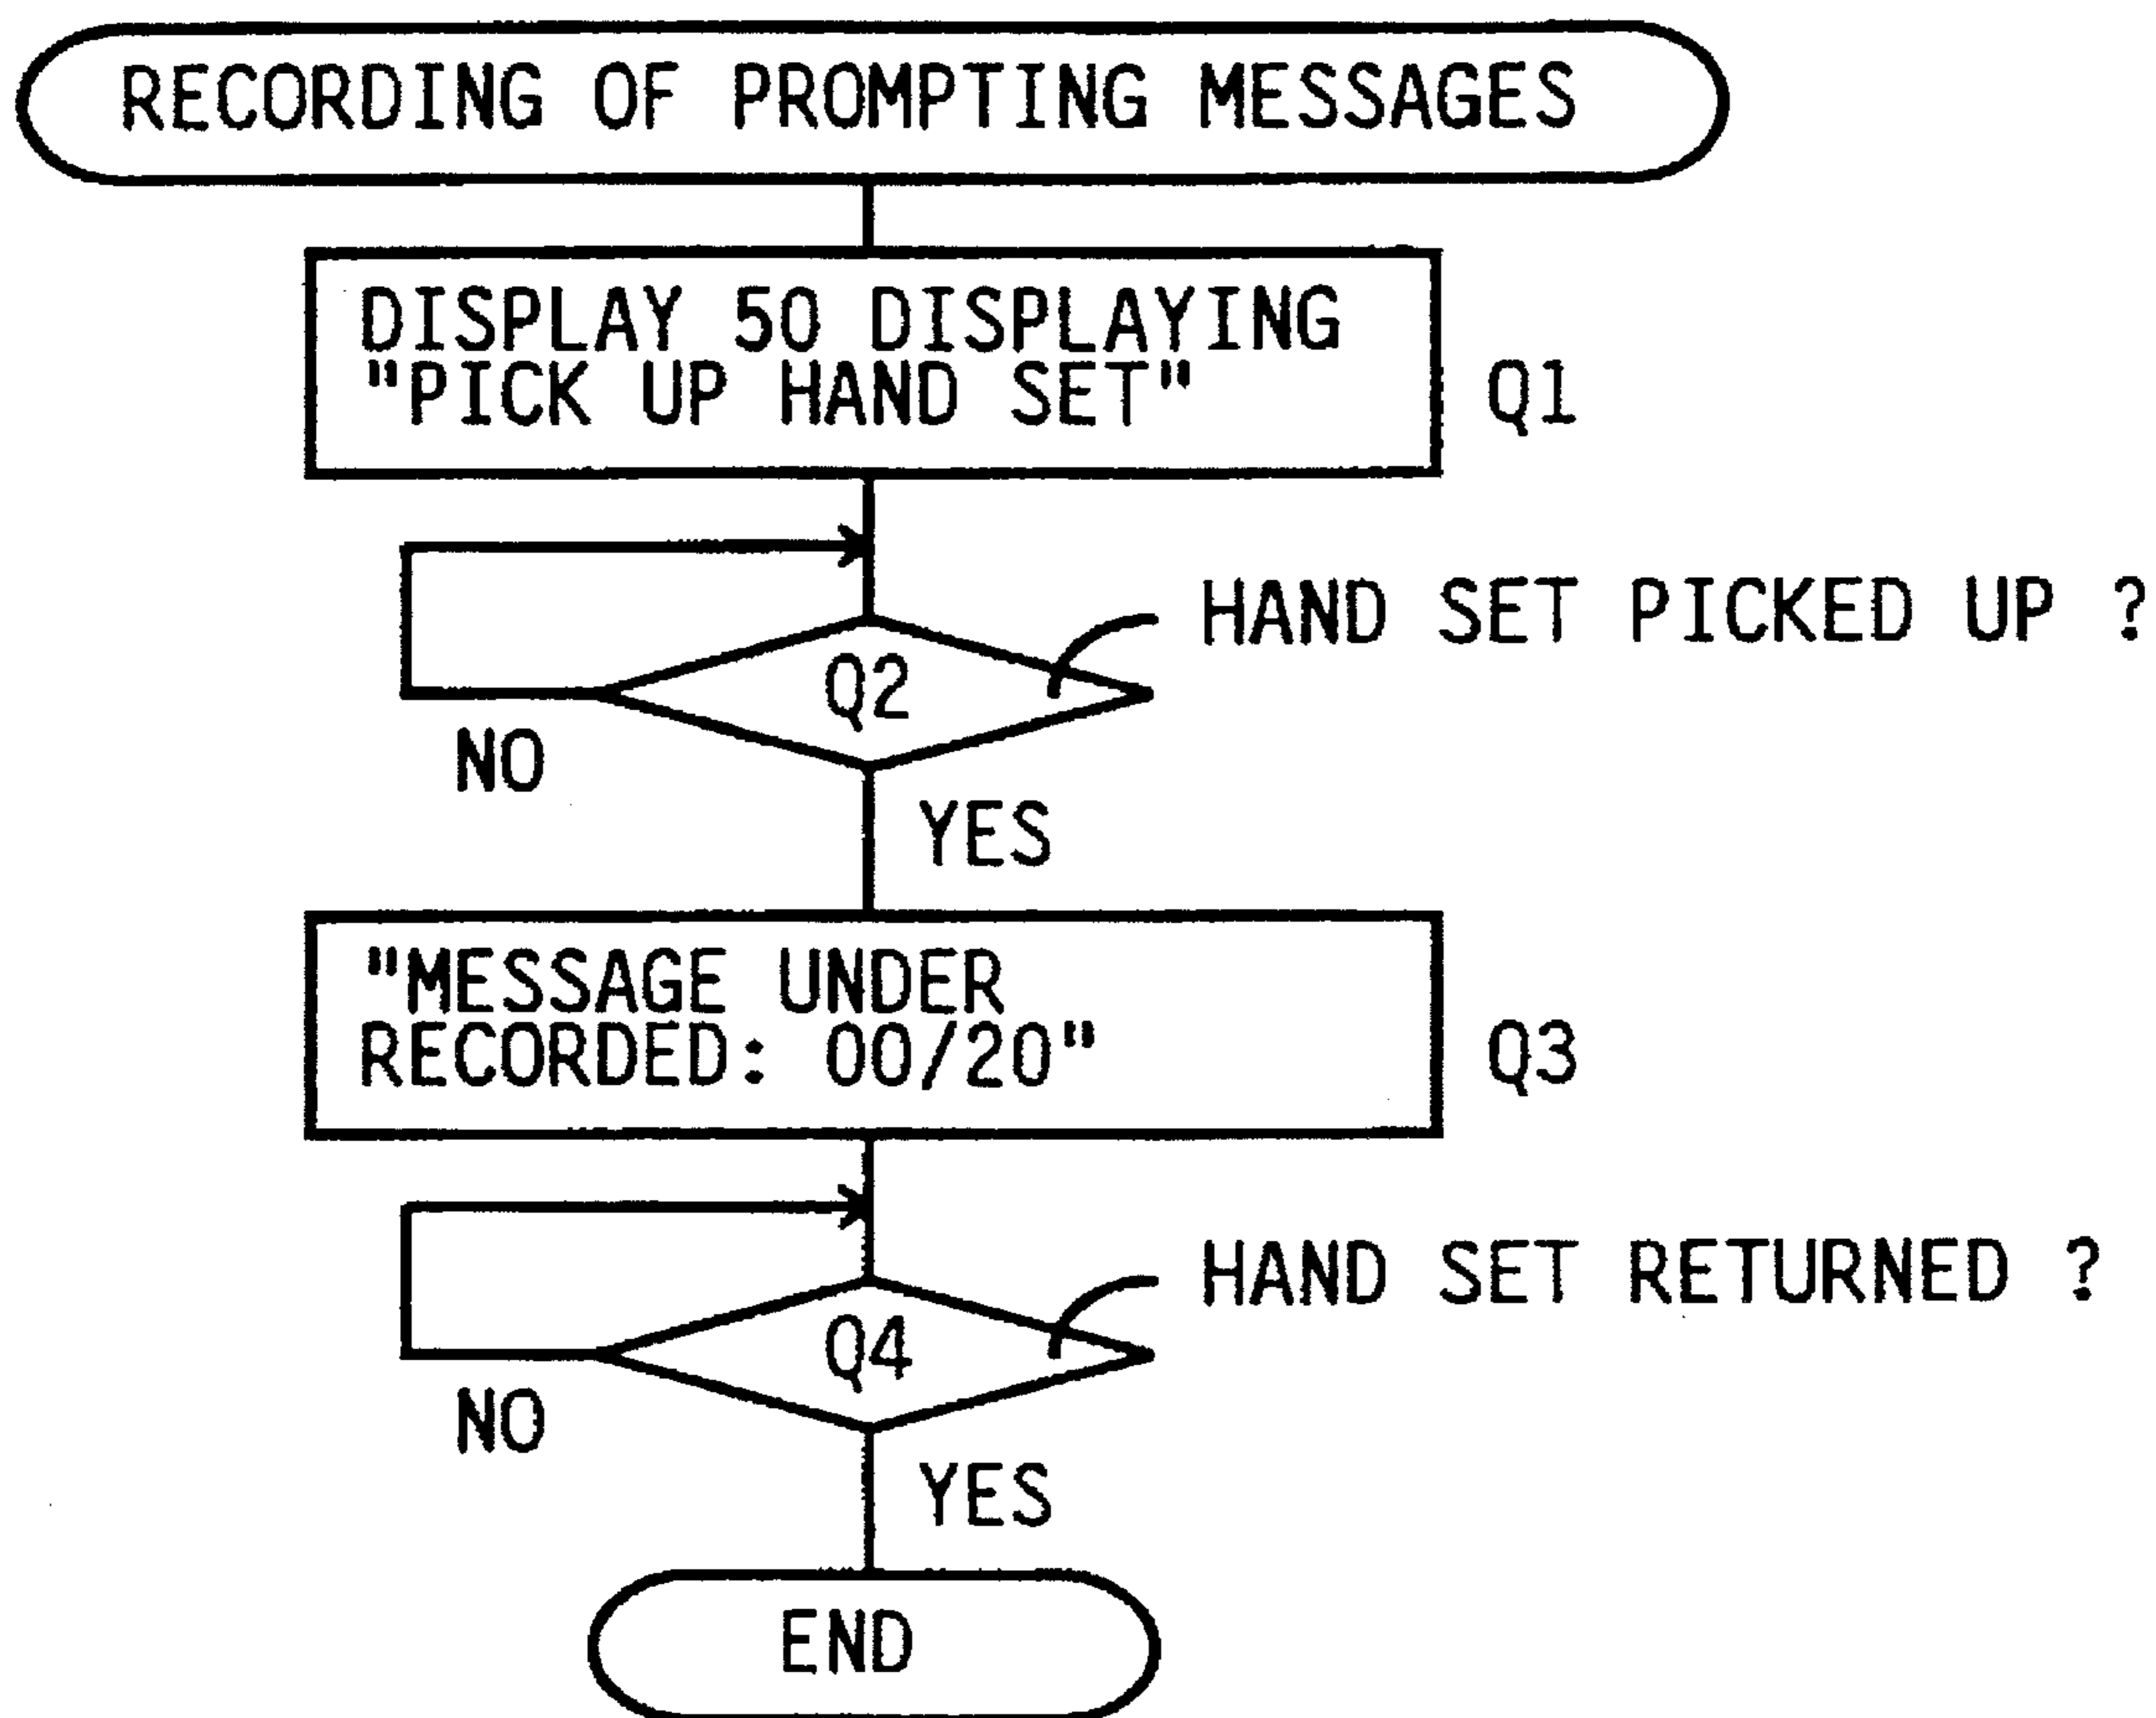 RECORDING OF PROMPTING MESSAGES
DISPLAY 50 DISPLAYING
"PICK UP HAND SET"
Q1
HAND SET PICKED UP ?
Q2
NO
YES
"MESSAGE UNDER
RECORDED: 00/20"
Q3
HAND SET RETURNED ?
Q4
NO
YES
END